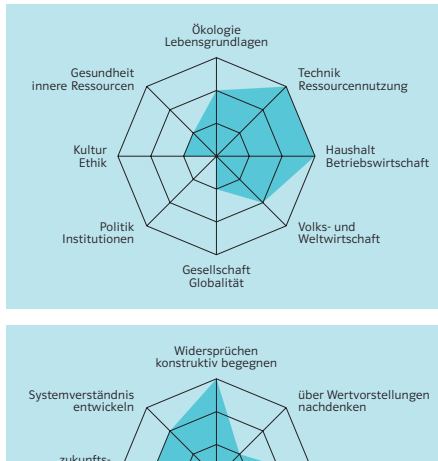 Ökologie
Lebensgrundlagen
Gesundheit
innere Ressourcen
Technik
Ressourcennutzung
Kultur
Ethik
Haushalt
Betriebswirtschaft
Politik
Institutionen
Volks- und
Weltwirtschaft
Gesellschaft
Globalität
Widersprüchen
konstruktiv begegnen
Systemverständnis
entwickeln
über Wertvorstellungen
nachdenken
zukunfts-